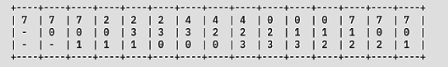 +---+---+---+---+---+---+---+---+---+---+---+---+---+---+---+---+
| 7 | 7 | 7 | 2 | 2 | 2 | 4 | 4 | 4 | 0 | 0 | 0 | 7 | 7 | 7 |
| - | 0 | 0 | 0 | 3 | 3 | 3 | 2 | 2 | 2 | 1 | 1 | 1 | 0 | 0 |
| - | - | 1 | 1 | 1 | 0 | 0 | 0 | 3 | 3 | 3 | 2 | 2 | 2 | 1 |
+---+---+---+---+---+---+---+---+---+---+---+---+---+---+---+---+